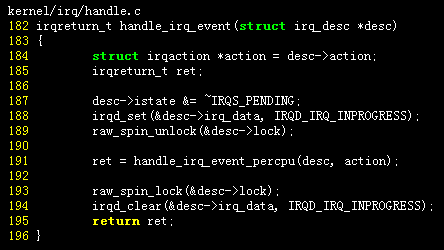 kernel/irq/handle.c
182 irqreturn_t handle_irq_event(struct irq_desc *desc)
183 {
184         struct irqaction *action = desc->action;
185         irqreturn_t ret;
186
187         desc->istate &= ~IRQS_PENDING;
188         irqd_set(&desc->irq_data, IRQD_IRQ_INPROGRESS);
189         raw_spin_unlock(&desc->lock);
190
191         ret = handle_irq_event_percpu(desc, action);
192
193         raw_spin_lock(&desc->lock);
194         irqd_clear(&desc->irq_data, IRQD_IRQ_INPROGRESS);
195         return ret;
196 }